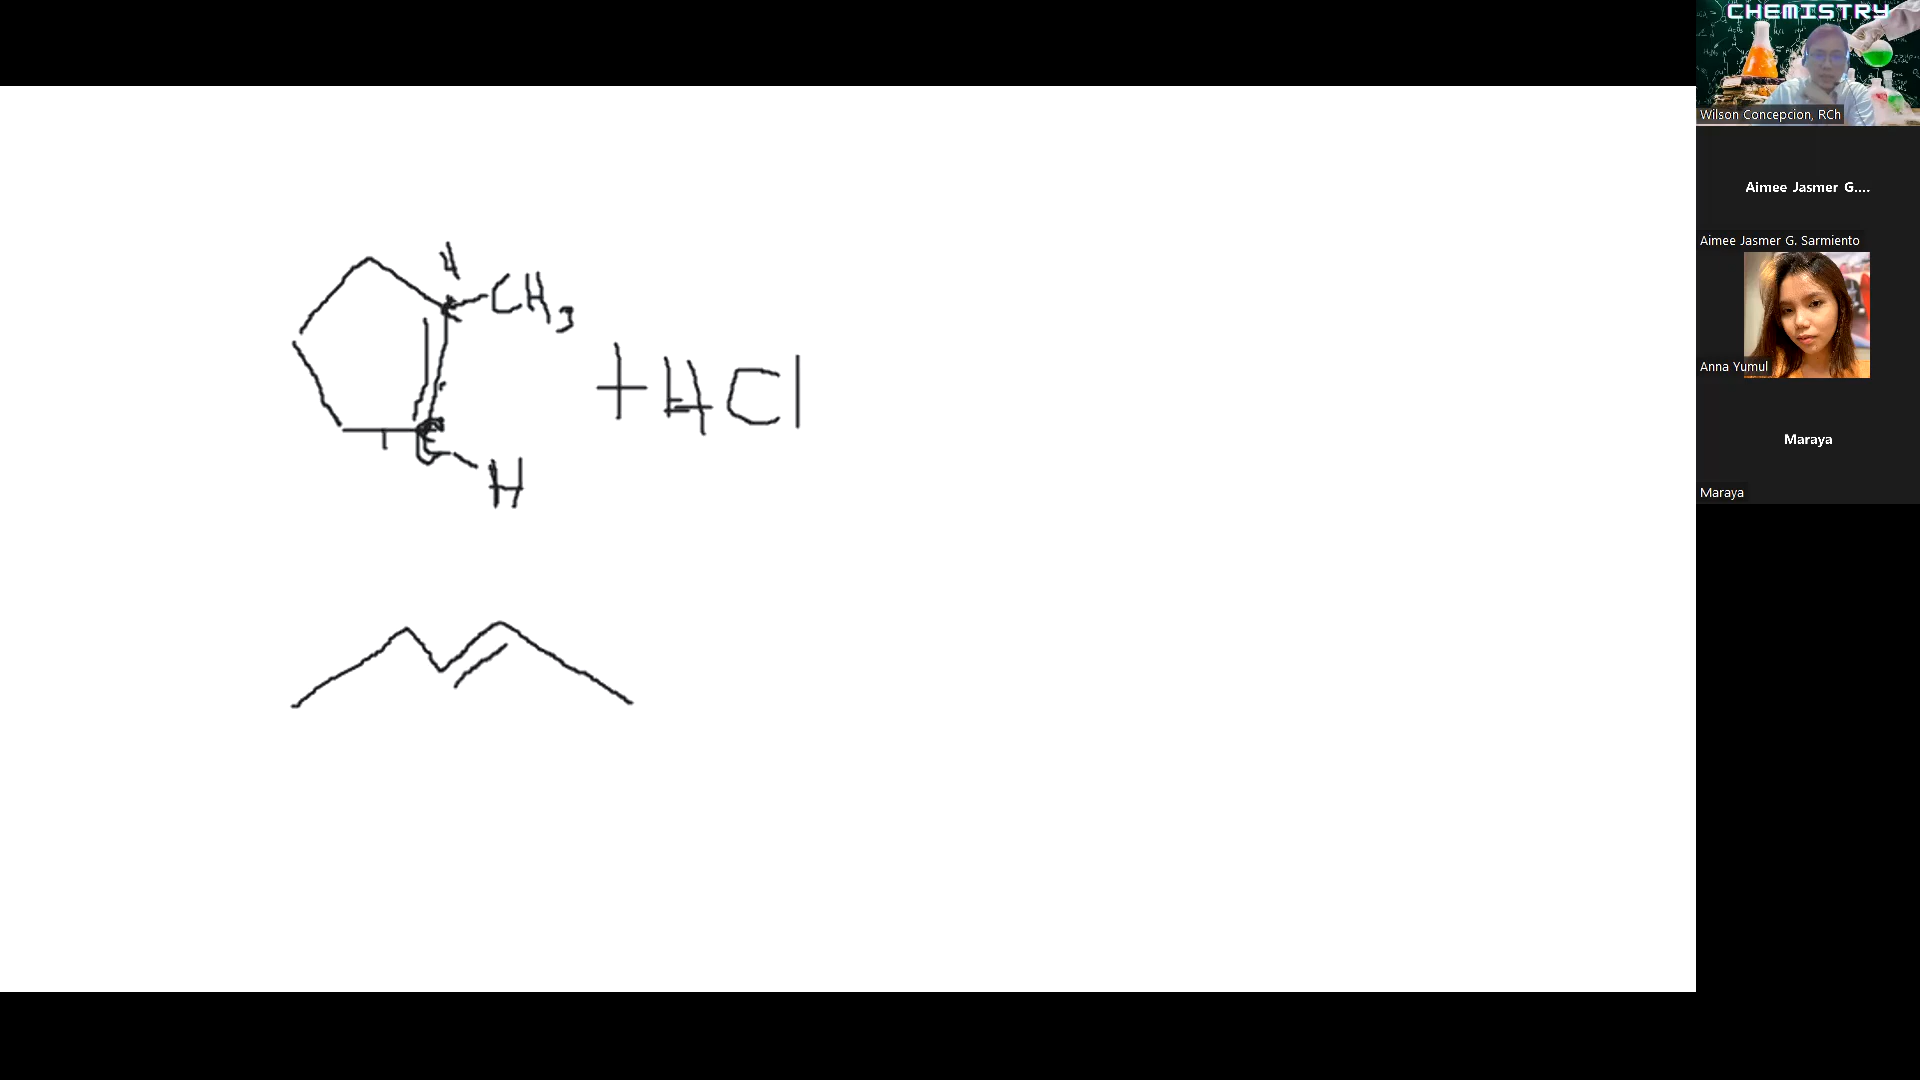 CHEMISTRY
Wilson Concepcion, RCh
Aimee Jasmer G....
Aimee Jasmer G. Sarmiento
Anna Yumul
Maraya
Maraya
CH3
+ HCl
H